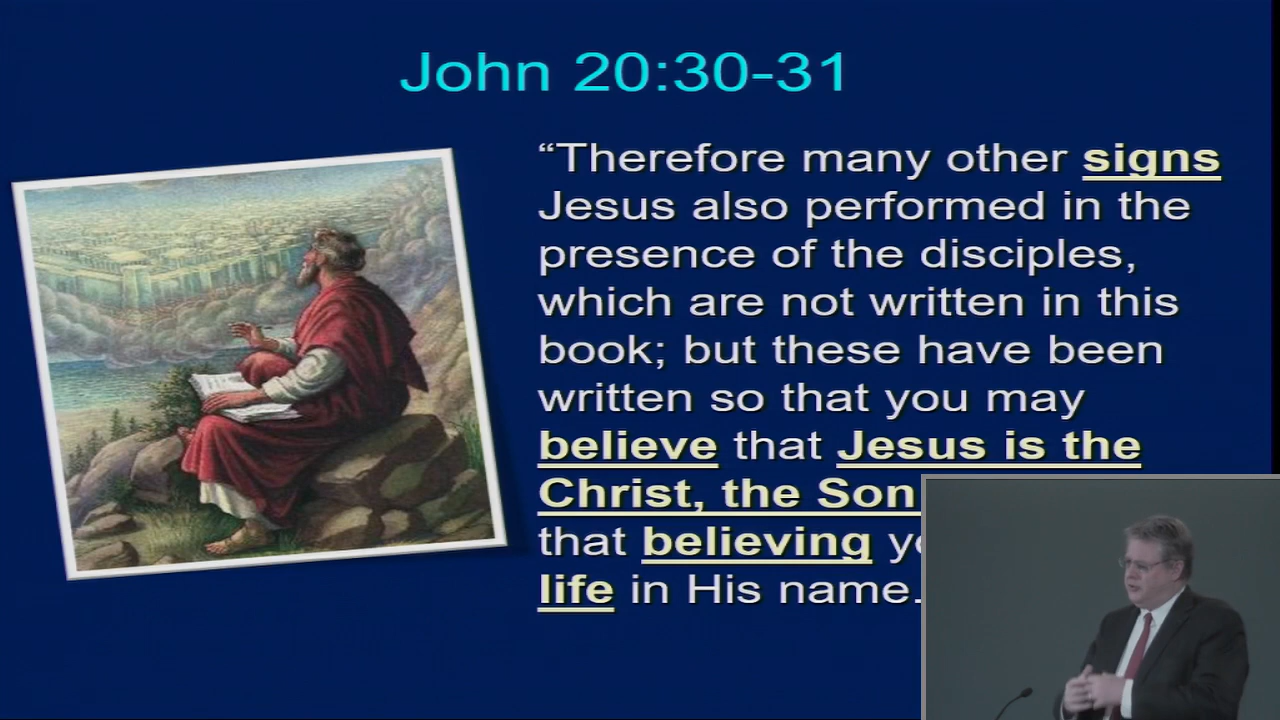 John 20:30-31
“Therefore many other signs
Jesus also performed in the
presence of the disciples,
which are not written in this
book; but these have been
written so that you may
believe that Jesus is the
Christ, the Son
that believing
life in His name.